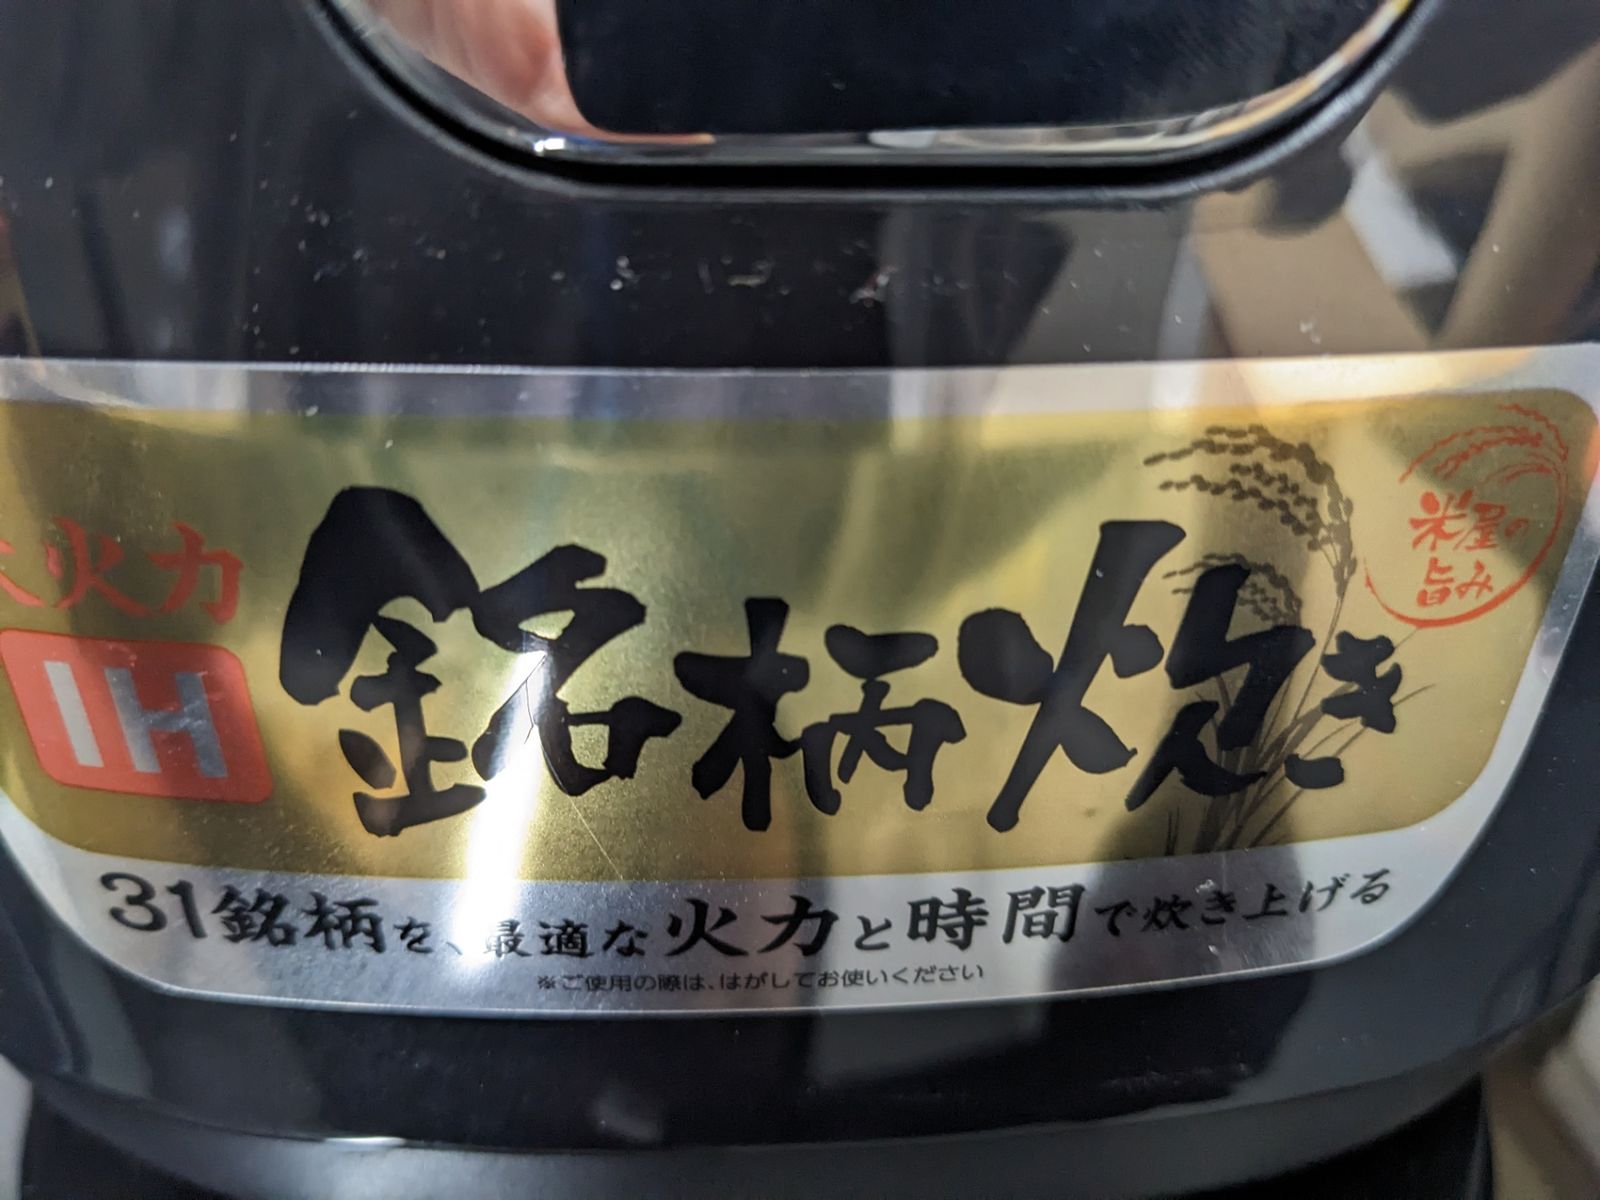 大火力
IH
銘柄炊き
米屋の
旨み
31銘柄を、最適な火力と時間で炊き上げる
※ご使用の際は、はがしてお使いください